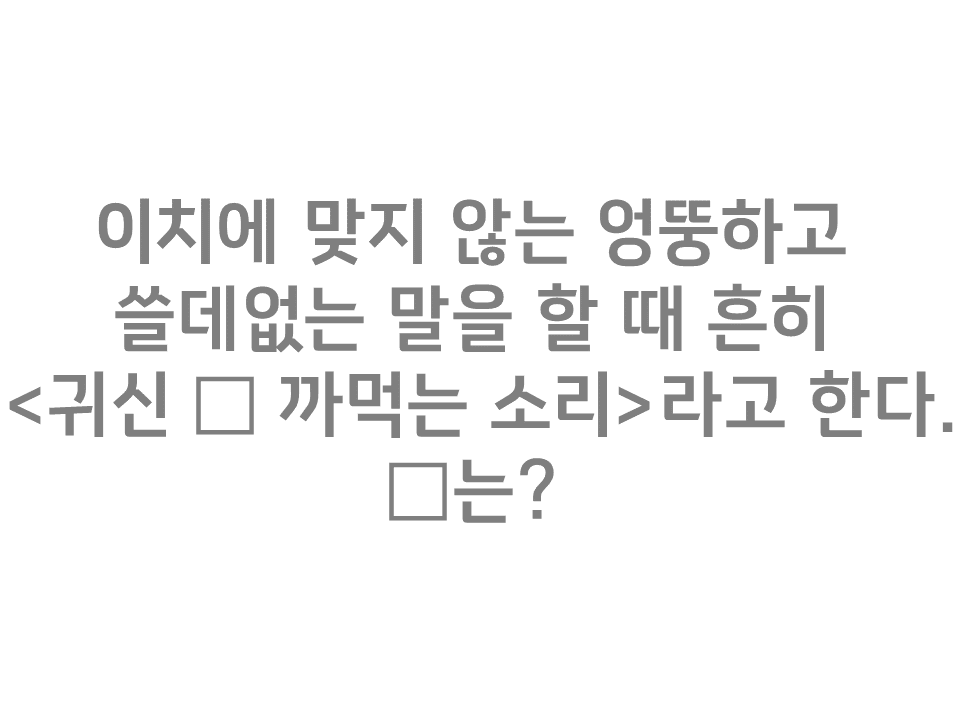 이치에 맞지 않는 엉뚱하고
쓸데없는 말을 할 때 흔히
<귀신 □ 까먹는 소리>라고 한다.
□는?